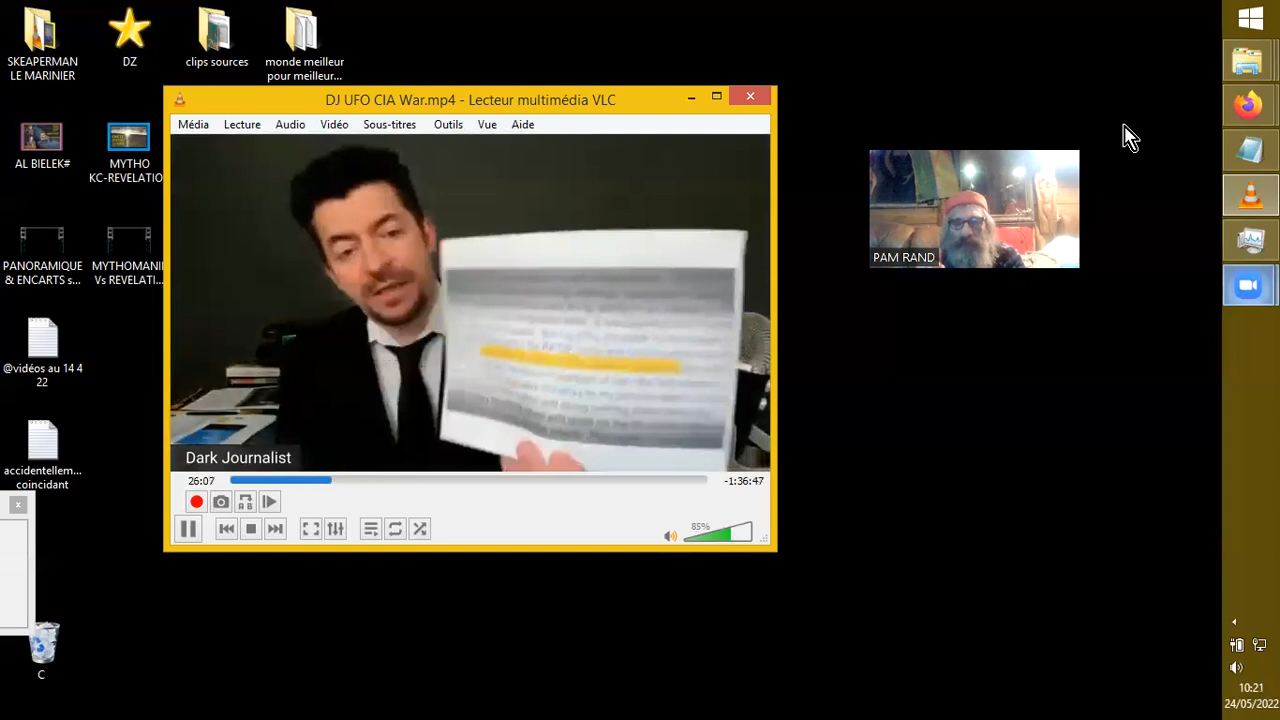 SKEAPERMAN
LE MARINIER
DZ
clips sources
monde meilleur
pour meilleur...
AL BIELEK#
MYTHO
KC-REVELATIO
PANORAMIQUE
& ENCARTS s...
MYTHOMANI
Vs REVELATI
@vidéos au 14 4
22
accidentellem...
coincidant
x
C
DJ UFO CIA War.mp4 - Lecteur multimédia VLC
Média Lecture Audio Vidéo Sous-titres Outils Vue Aide
Dark Journalist
26:07
-1:36:47
A B
85%
PAM RAND
10:21
24/05/2022